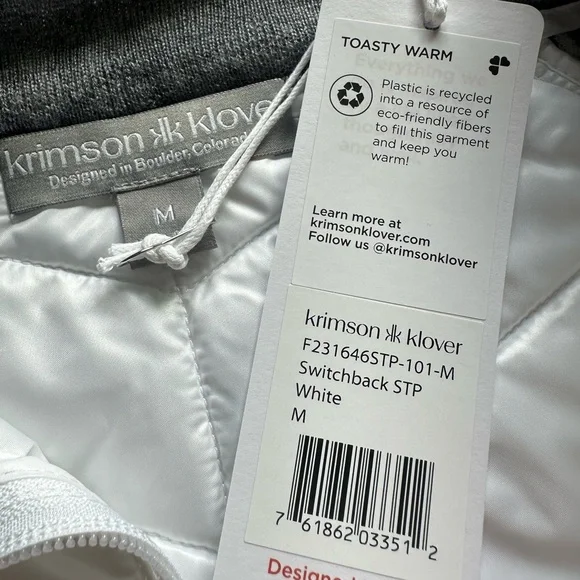 krimson klover
Designed in Boulder, Colorado
M
TOASTY WARM
Plastic is recycled
into a resource of
eco-friendly fibers
to fill this garment
and keep you
warm!
Learn more at
krimsonklover.com
Follow us @krimsonklover
krimson klover
F231646STP-101-M
Switchback STP
White
M
7 61862 03351 2
Designed